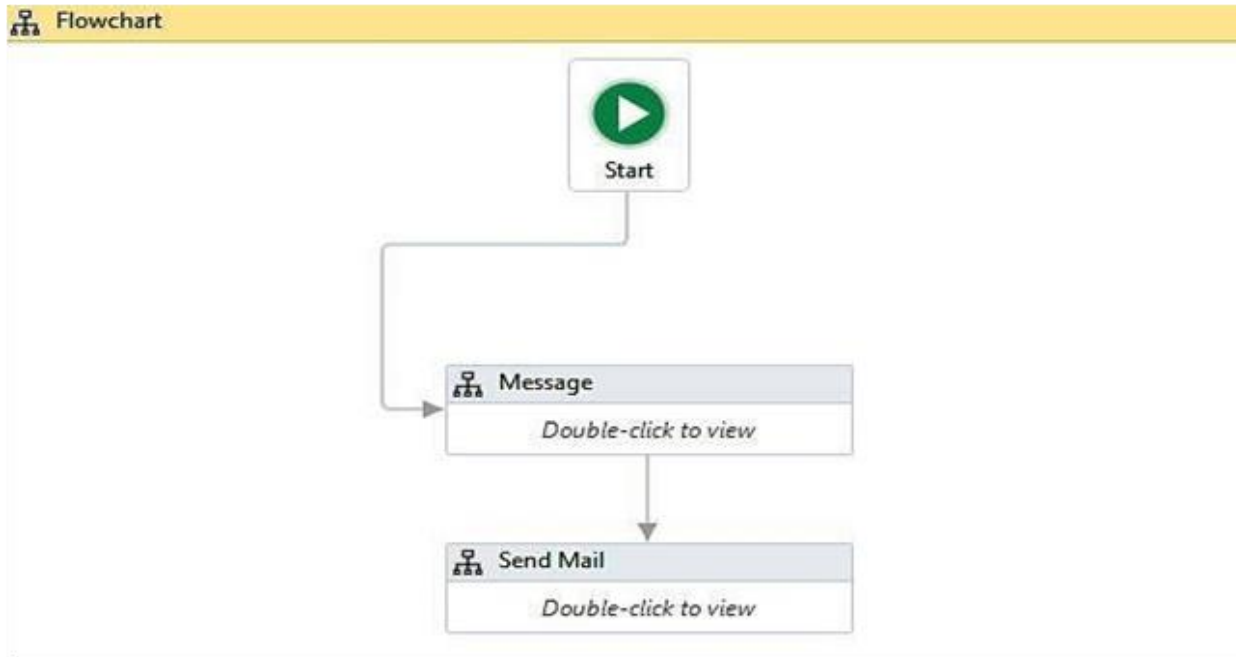 Flowchart
Start
Message
Double-click to view
Send Mail
Double-click to view